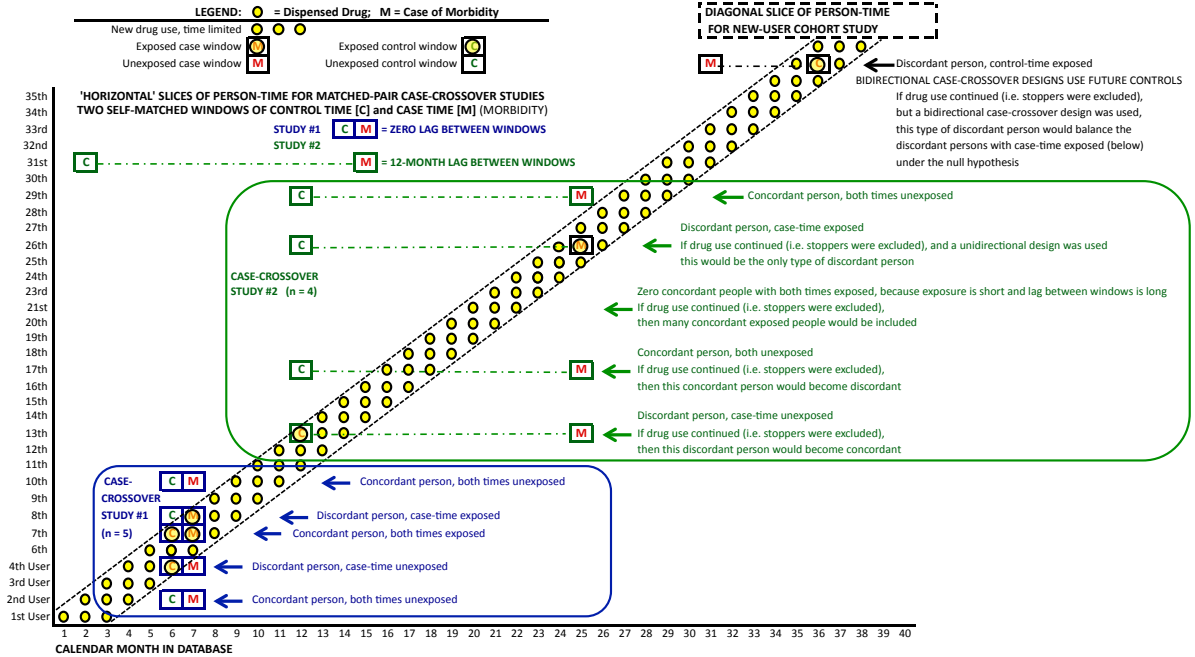 LEGEND: = Dispensed Drug; M = Case of Morbidity
New drug use, time limited
Exposed case window M Exposed control window C
Unexposed case window M Unexposed control window C
DIAGONAL SLICE OF PERSON-TIME
FOR NEW-USER COHORT STUDY
M C Discordant person, control-time exposed
BIDIRECTIONAL CASE-CROSSOVER DESIGNS USE FUTURE CONTROLS
If drug use continued (i.e. stoppers were excluded),
but a bidirectional case-crossover design was used,
this type of discordant person would balance the
discordant persons with case-time exposed (below)
under the null hypothesis
'HORIZONTAL' SLICES OF PERSON-TIME FOR MATCHED-PAIR CASE-CROSSOVER STUDIES
TWO SELF-MATCHED WINDOWS OF CONTROL TIME [C] and CASE TIME [M] (MORBIDITY)
STUDY #1 C M = ZERO LAG BETWEEN WINDOWS
STUDY #2
C M = 12-MONTH LAG BETWEEN WINDOWS
35th
34th
33rd
32nd
31st
30th
29th
28th
27th
26th
25th
24th
23rd
21st
20th
19th
18th
17th
16th
15th
14th
13th
12th
11th
10th
9th
8th
7th
6th
4th User
3rd User
2nd User
1st User
C M Concordant person, both times unexposed
Discordant person, case-time exposed
C M If drug use continued (i.e. stoppers were excluded), and a unidirectional design was used
this would be the only type of discordant person
CASE-CROSSOVER
STUDY #2 (n = 4)
Zero concordant people with both times exposed, because exposure is short and lag between windows is long
If drug use continued (i.e. stoppers were excluded),
then many concordant exposed people would be included
Concordant person, both unexposed
C M If drug use continued (i.e. stoppers were excluded),
then this concordant person would become discordant
Discordant person, case-time unexposed
C M If drug use continued (i.e. stoppers were excluded),
then this discordant person would become concordant
CASE-
CROSSOVER
STUDY #1
(n = 5)
C M Concordant person, both times unexposed
C M Discordant person, case-time exposed
C M Concordant person, both times exposed
C M Discordant person, case-time unexposed
C M Concordant person, both times unexposed
1 2 3 4 5 6 7 8 9 10 11 12 13 14 15 16 17 18 19 20 21 22 23 24 25 26 27 28 29 30 31 32 33 34 35 36 37 38 39 40
CALENDAR MONTH IN DATABASE